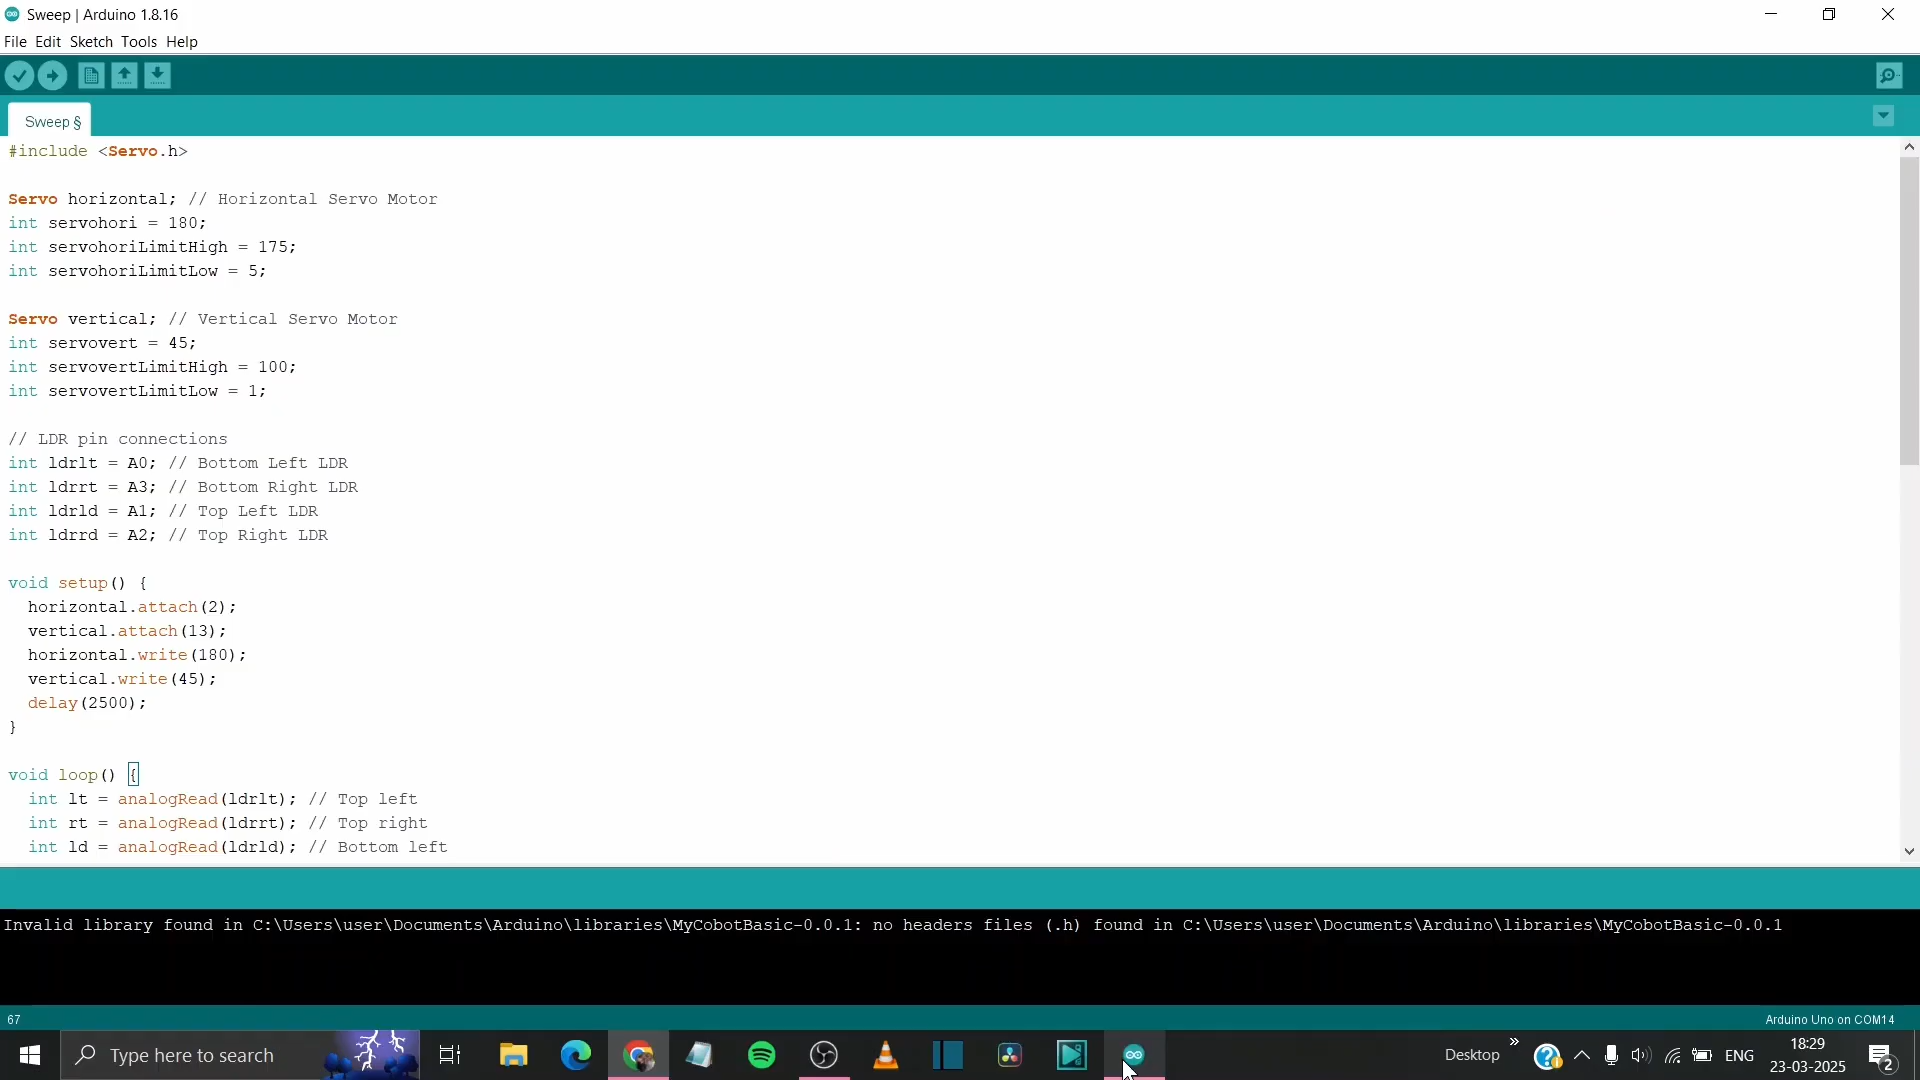 Sweep | Arduino 1.8.16
File Edit Sketch Tools Help
Sweep §
#include <Servo.h>
Servo horizontal; // Horizontal Servo Motor
int servohori = 180;
int servohoriLimitHigh = 175;
int servohoriLimitLow = 5;
Servo vertical; // Vertical Servo Motor
int servovert = 45;
int servovertLimitHigh = 100;
int servovertLimitLow = 1;
// LDR pin connections
int ldrlt = A0; // Bottom Left LDR
int ldrrt = A3; // Bottom Right LDR
int ldrld = A1; // Top Left LDR
int ldrrd = A2; // Top Right LDR
void setup() {
horizontal.attach(2);
vertical.attach(13);
horizontal.write(180);
vertical.write(45);
delay(2500);
}
void loop() {
int lt = analogRead(ldrlt); // Top left
int rt = analogRead(ldrrt); // Top right
int ld = analogRead(ldrld); // Bottom left
Invalid library found in C:\Users\user\Documents\Arduino\libraries\MyCobotBasic-0.0.1: no headers files (.h) found in C:\Users\user\Documents\Arduino\libraries\MyCobotBasic-0.0.1
67
Arduino Uno on COM14
Type here to search
Desktop
ENG
18:29
23-03-2025
2